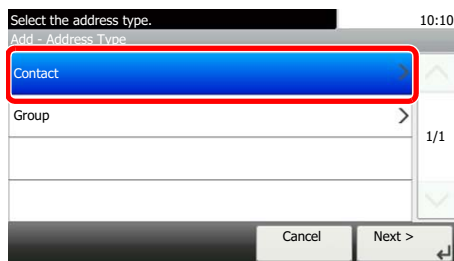 Select the address type.
10:10
Add - Address Type
Contact
Group
1/1
Cancel
Next >